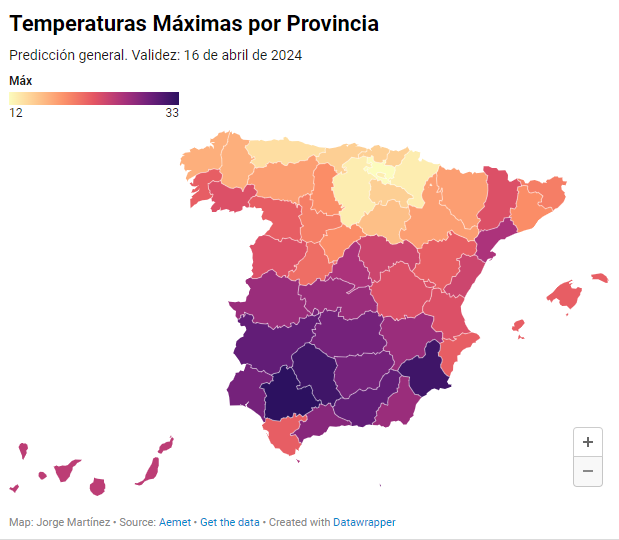 Temperaturas Máximas por Provincia
Predicción general. Validez: 16 de abril de 2024
Máx
12 33
+
−
Map: Jorge Martínez • Source: Aemet • Get the data • Created with Datawrapper